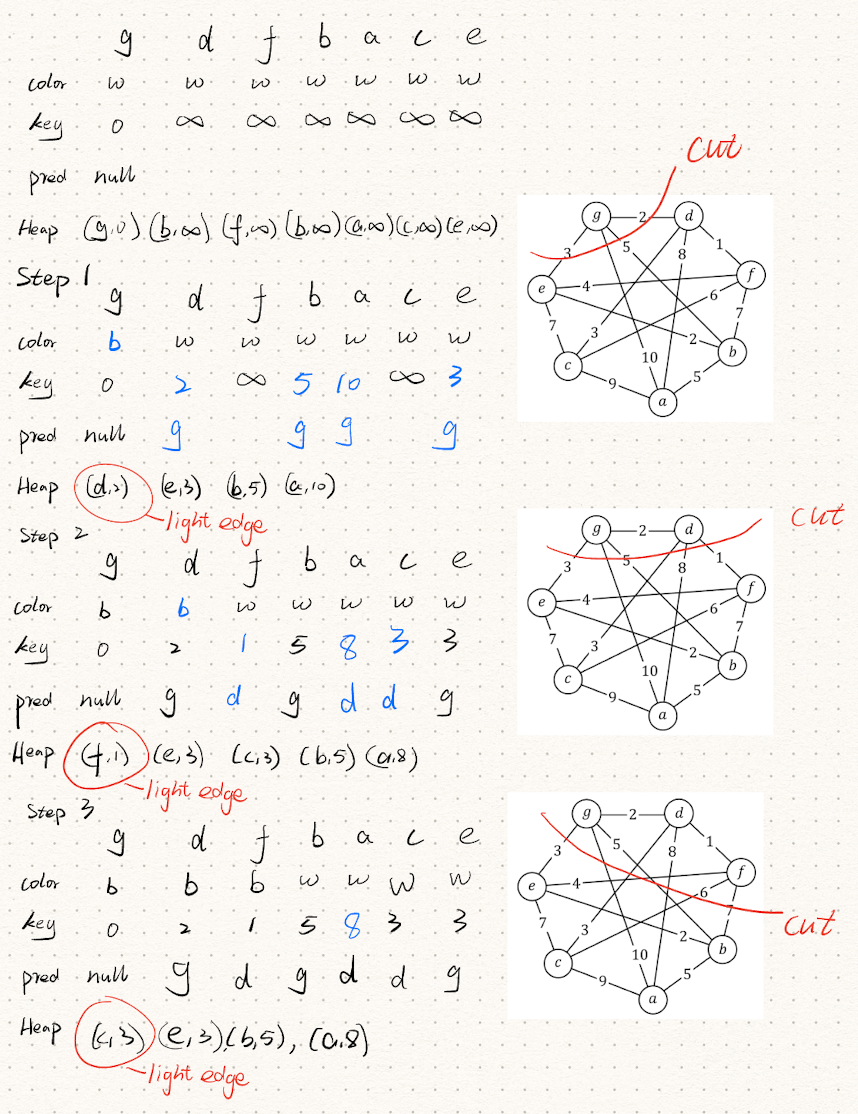 g d f b a c e
color w w w w w w w
key 0 ∞ ∞ ∞ ∞ ∞ ∞
pred null
Heap (g,0) (b,∞) (f,∞) (b,∞) (a,∞) (c,∞) (e,∞)
cut
g 2 d
3 5 8 1
e 4 6 f
7 3 10 2 7
c 9 a 5 b
Step 1
g d f b a c e
color b w w w w w w
key 0 2 ∞ 5 10 ∞ 3
pred null g g g g
Heap (d,2) (e,3) (b,5) (a,10)
light edge
cut
g 2 d
3 5 8 1
e 4 6 f
7 3 10 2 7
c 9 a 5 b
Step 2
g d f b a c e
color b b w w w w w
key 0 2 1 5 8 3 3
pred null g d g d d g
Heap (f,1) (e,3) (c,3) (b,5) (a,8)
light edge
g 2 d
3 5 8 1
e 4 6 f
7 3 10 2 7
c 9 a 5 b
cut
Step 3
g d f b a c e
color b b b w w w w
key 0 2 1 5 8 3 3
pred null g d g d d g
Heap (c,3) (e,3), (b,5), (a,8)
light edge